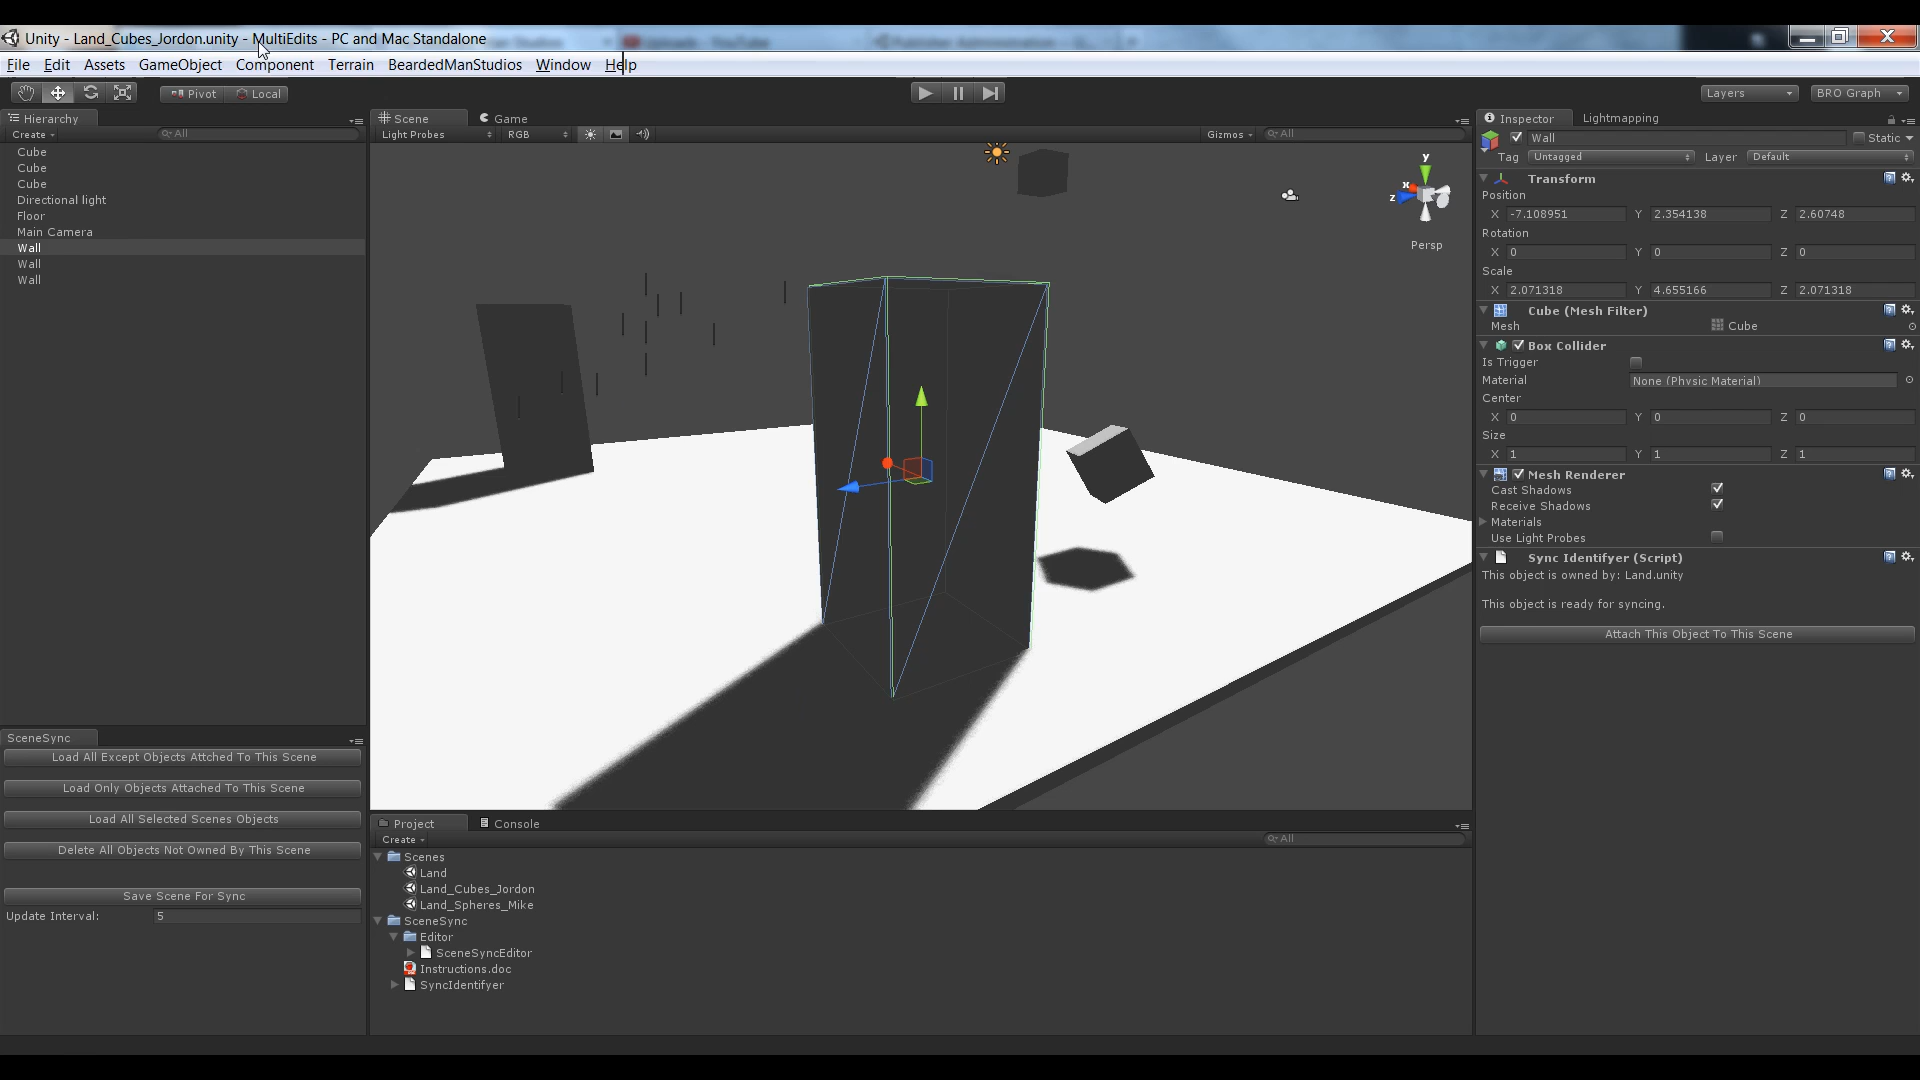 Unity - Land_Cubes_Jordon.unity - MultiEdits - PC and Mac Standalone
File Edit Assets GameObject Component Terrain BeardedManStudios Window Help
Pivot Local
Layers
BRO Graph
Hierarchy
Create
All
Cube
Cube
Cube
Directional light
Floor
Main Camera
Wall
Wall
Wall
SceneSync
Load All Except Objects Attched To This Scene
Load Only Objects Attached To This Scene
Load All Selected Scenes Objects
Delete All Objects Not Owned By This Scene
Save Scene For Sync
Update Interval: 5
Scene Game
Light Probes RGB Gizmos All
y
x
z
Persp
Project Console
Create All
Scenes
Land
Land_Cubes_Jordon
Land_Spheres_Mike
SceneSync
Editor
SceneSyncEditor
Instructions.doc
SyncIdentifyer
Inspector Lightmapping
Wall Static
Tag Untagged Layer Default
Transform
Position
X -7.108951 Y 2.354138 Z 2.60748
Rotation
X 0 Y 0 Z 0
Scale
X 2.071318 Y 4.655166 Z 2.071318
Cube (Mesh Filter)
Mesh Cube
Box Collider
Is Trigger
Material None (Physic Material)
Center
X 0 Y 0 Z 0
Size
X 1 Y 1 Z 1
Mesh Renderer
Cast Shadows
Receive Shadows
Materials
Use Light Probes
Sync Identifyer (Script)
This object is owned by: Land.unity
This object is ready for syncing.
Attach This Object To This Scene